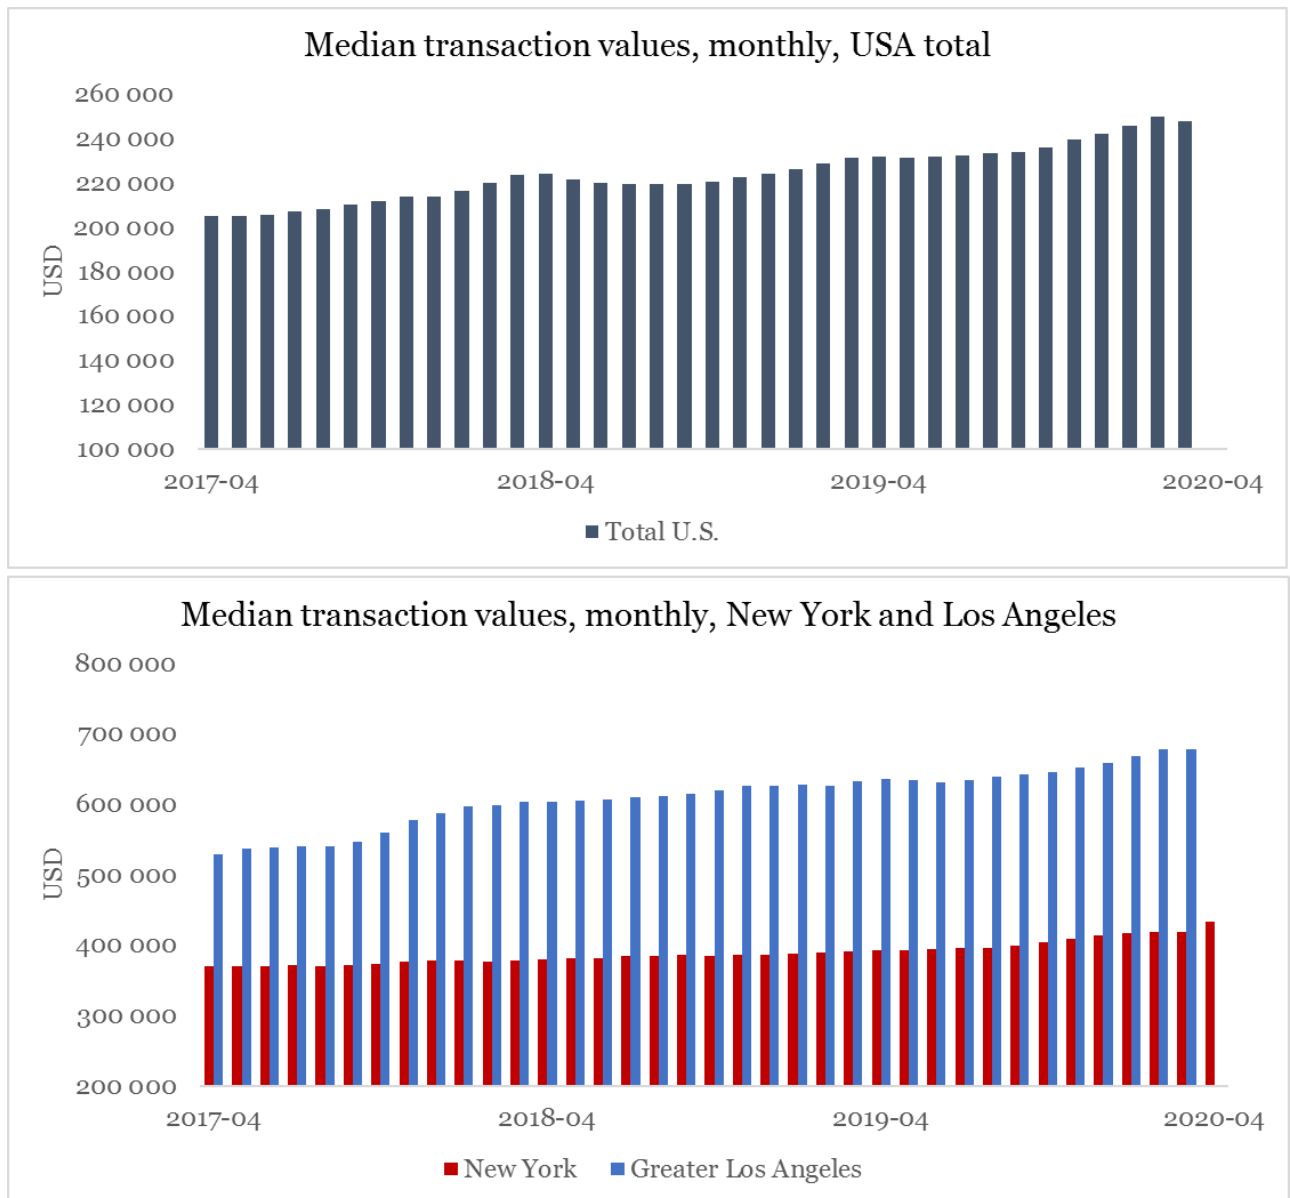 Median transaction values, monthly, USA total
260 000
240 000
220 000
200 000
180 000
160 000
140 000
120 000
100 000
USD
2017-04 2018-04 2019-04 2020-04
Total U.S.
Median transaction values, monthly, New York and Los Angeles
800 000
700 000
600 000
500 000
400 000
300 000
200 000
USD
2017-04 2018-04 2019-04 2020-04
New York Greater Los Angeles